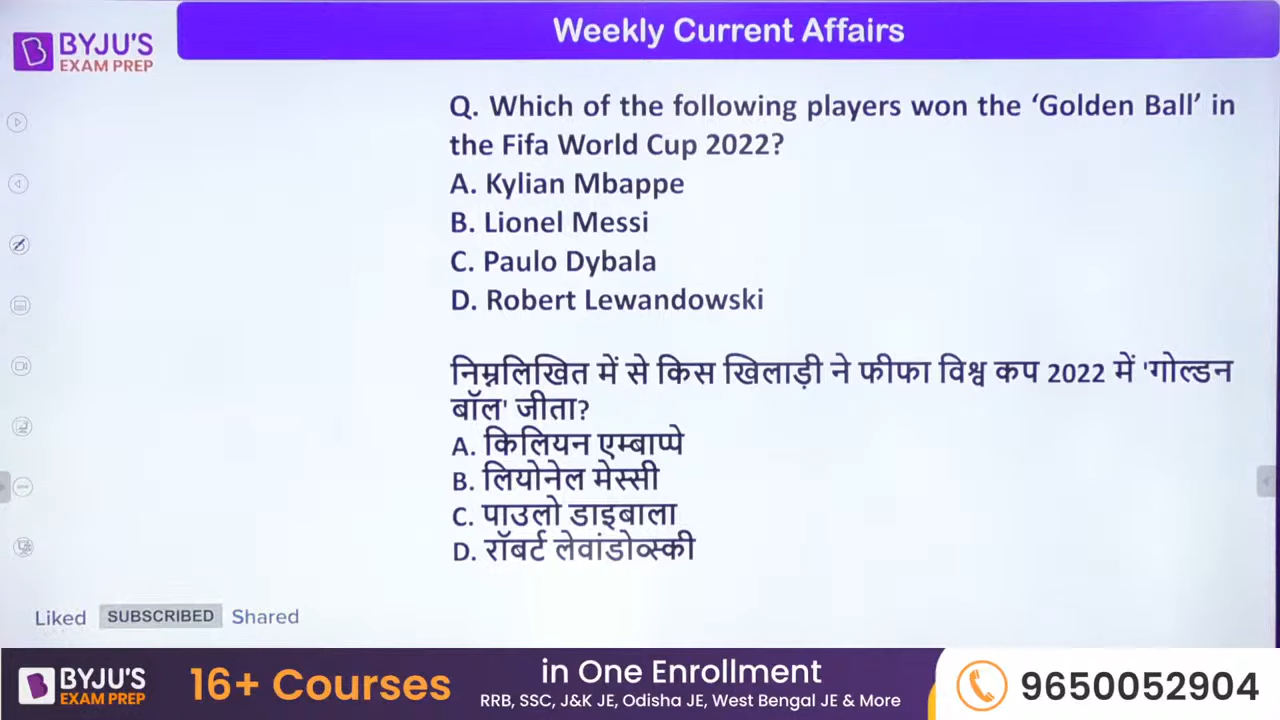 BYJU'S
EXAM PREP
Weekly Current Affairs
Q. Which of the following players won the ‘Golden Ball’ in
the Fifa World Cup 2022?
A. Kylian Mbappe
B. Lionel Messi
C. Paulo Dybala
D. Robert Lewandowski
निम्नलिखित में से किस खिलाड़ी ने फीफा विश्व कप 2022 में 'गोल्डन
बॉल' जीता?
A. किलियन एम्बाप्पे
B. लियोनेल मेस्सी
C. पाउलो डाइबाला
D. रॉबर्ट लेवांडोव्स्की
Liked SUBSCRIBED Shared
BYJU'S
EXAM PREP
16+ Courses
in One Enrollment
RRB, SSC, J&K JE, Odisha JE, West Bengal JE & More
9650052904